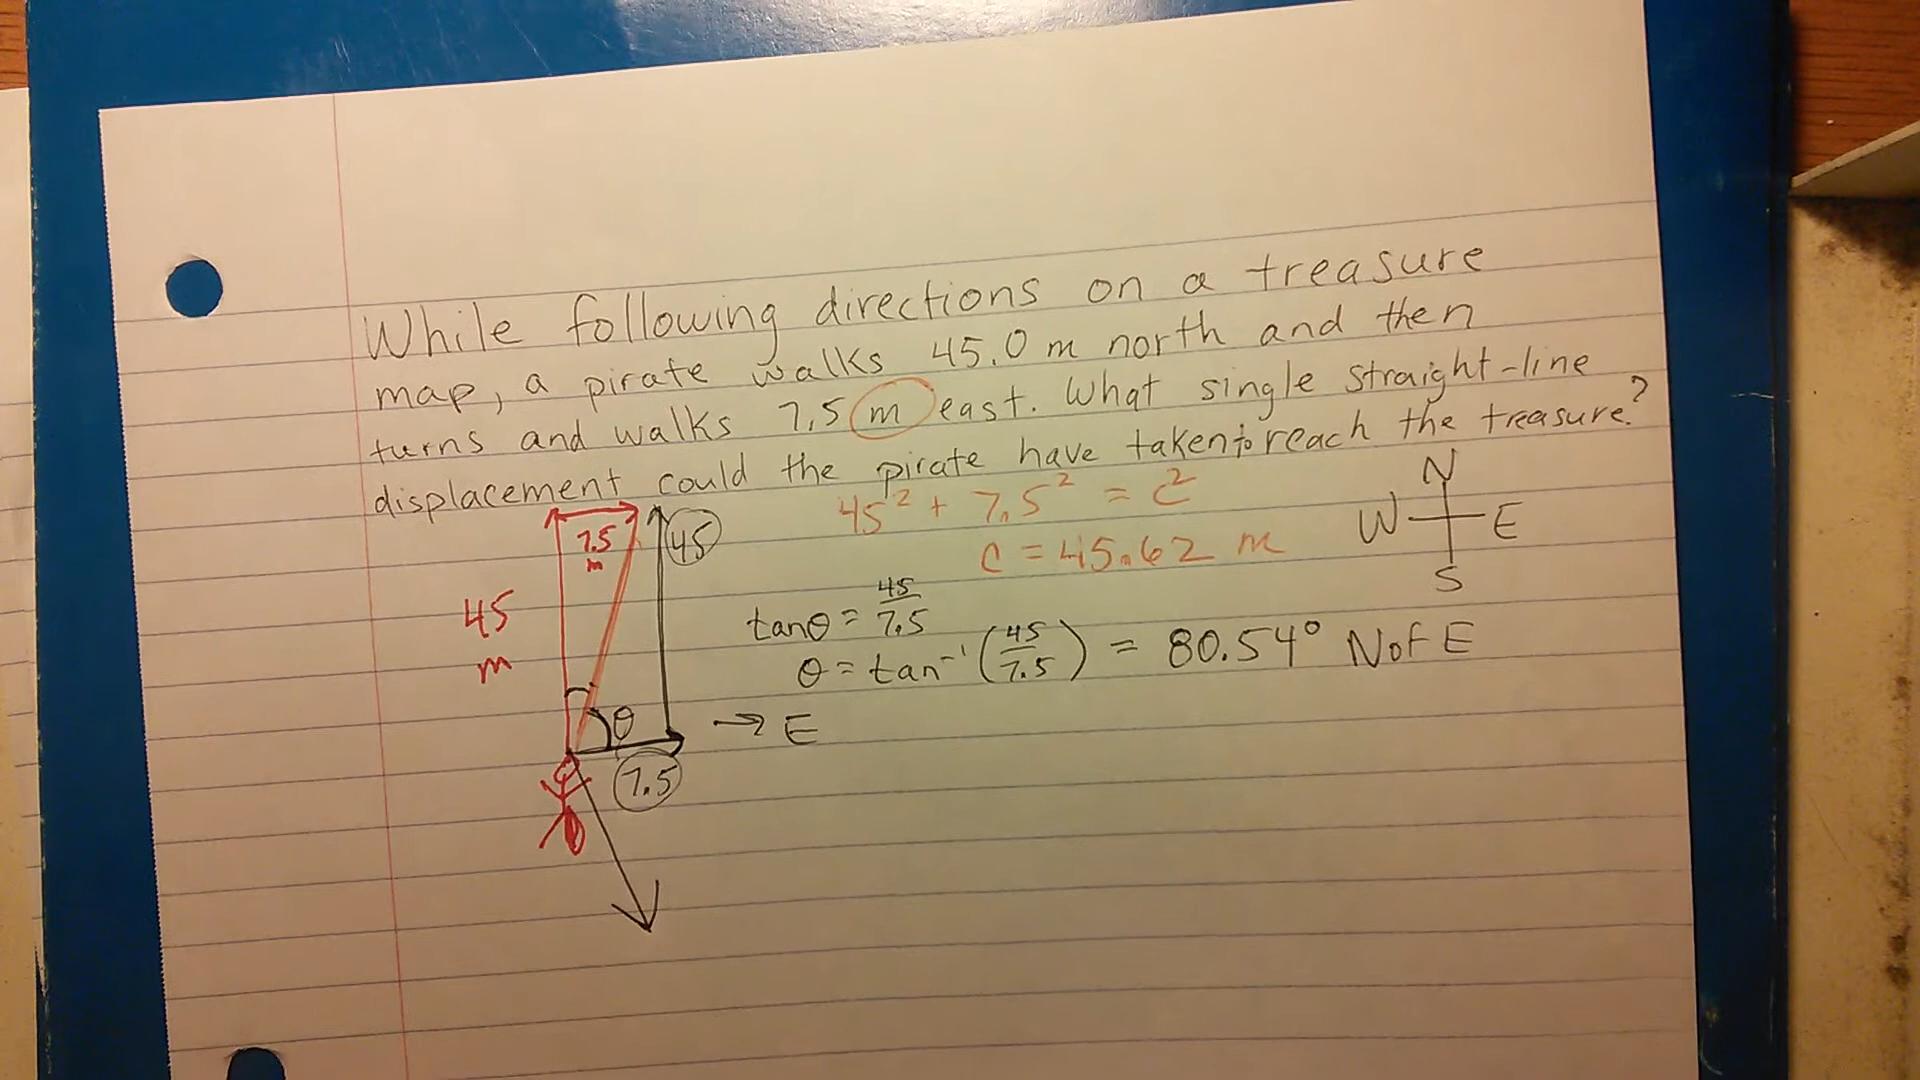 While following directions on a treasure
map, a pirate walks 45.0 m north and then
turns and walks 7.5 m east. What single straight-line
displacement could the pirate have taken to reach the treasure?
45² + 7.5² = c²
c = 45.62 m
N
W E
S
7.5
m
45
45
m
tanθ = 45/7.5
θ = tan⁻¹ (45/7.5) = 80.54° N of E
θ
→ E
7.5